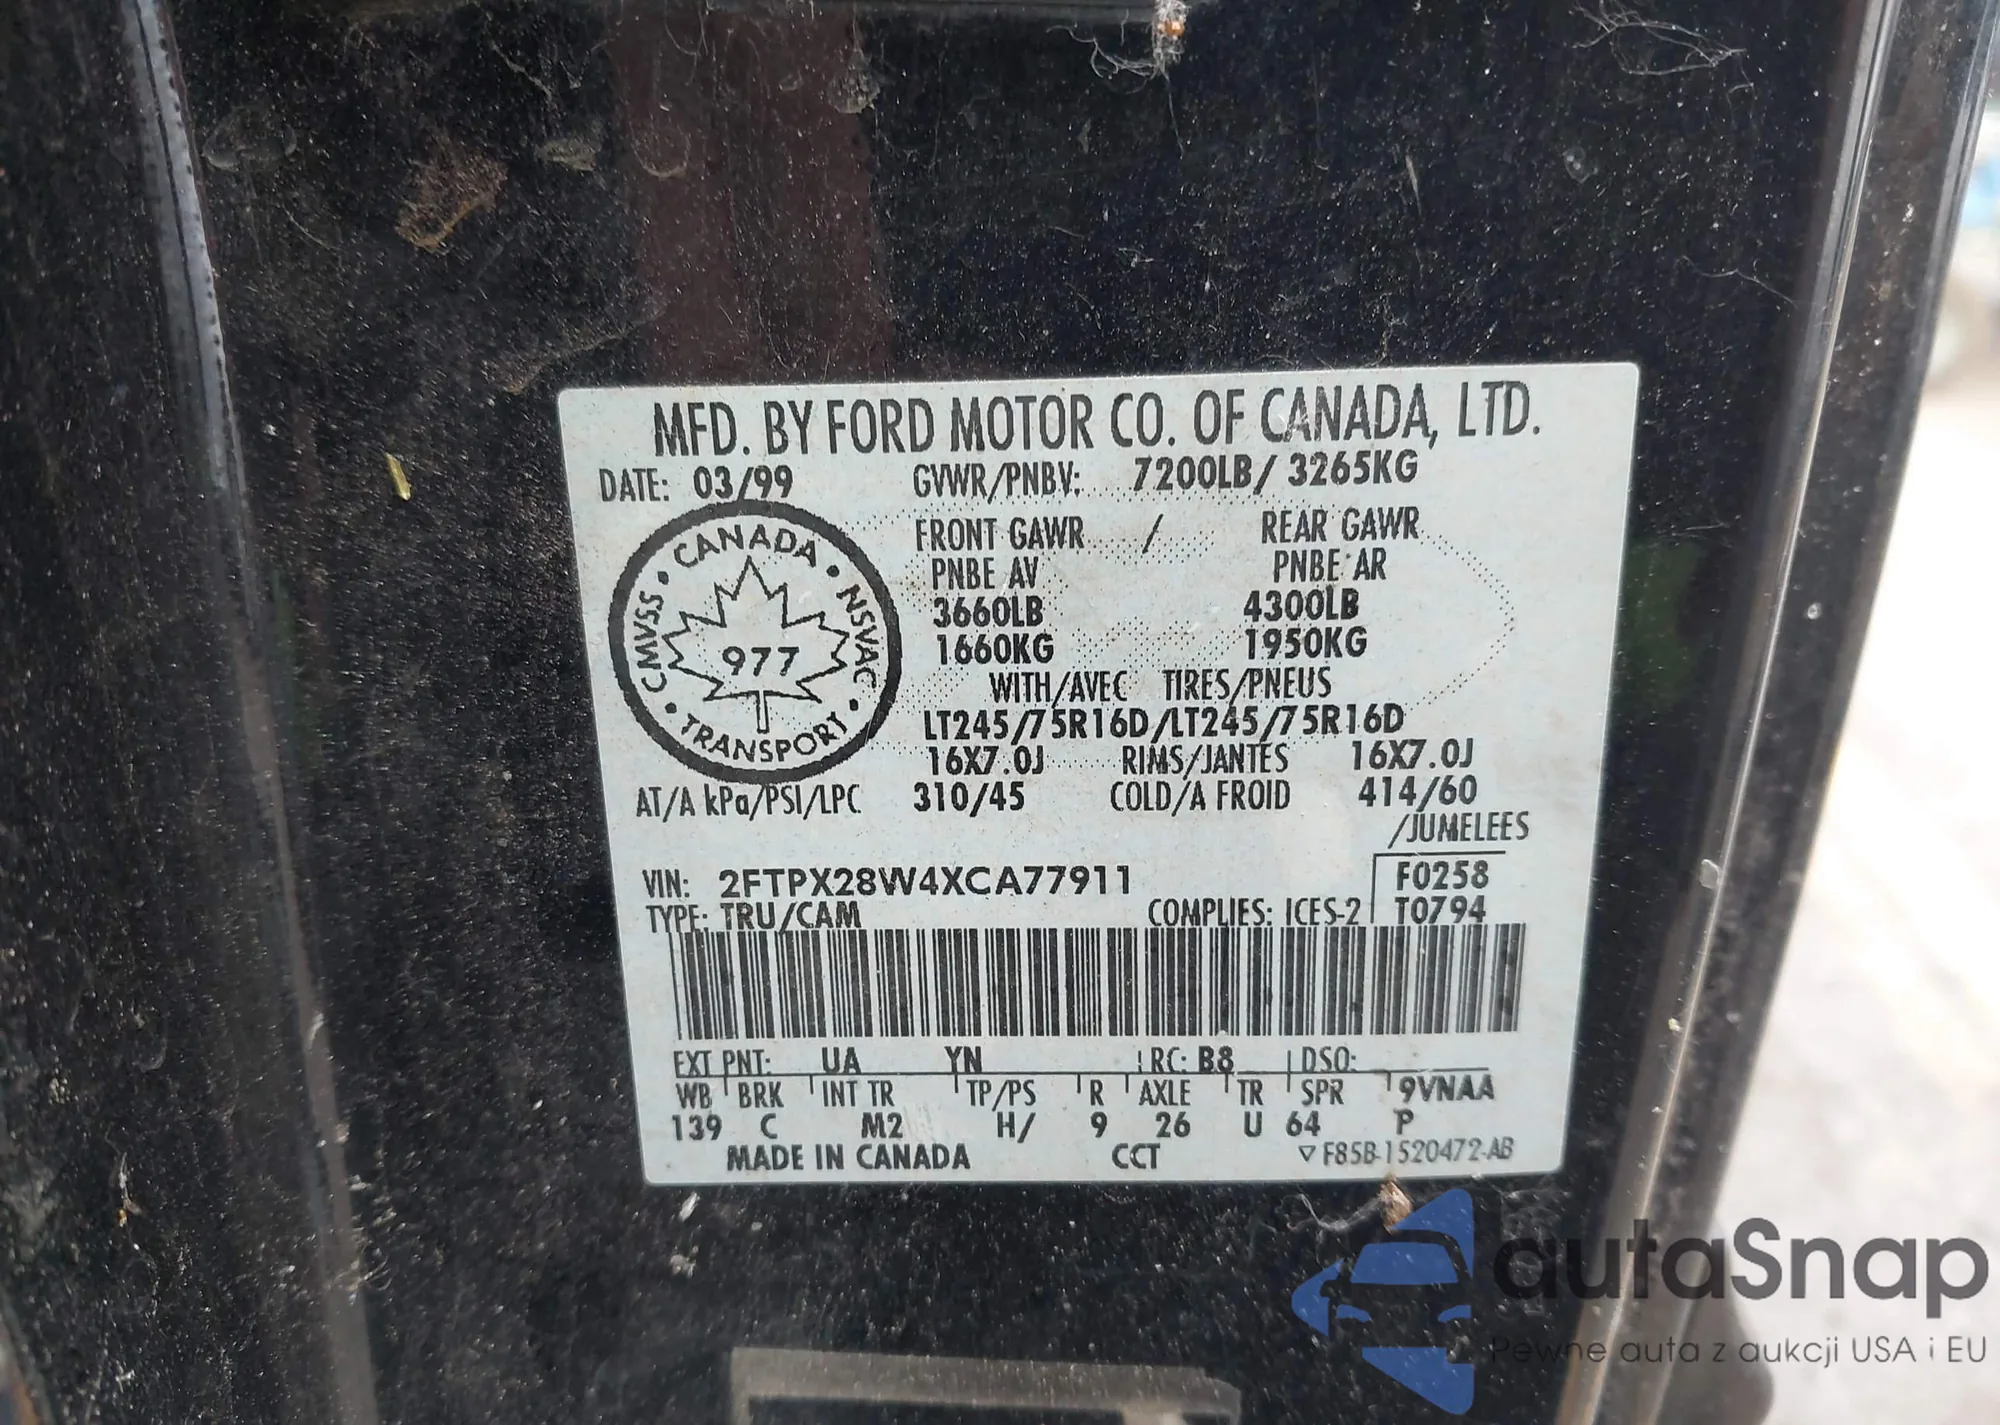 MFD. BY FORD MOTOR CO. OF CANADA, LTD.
DATE: 03/99 GVWR/PNBV: 7200LB/ 3265KG
FRONT GAWR / REAR GAWR
PNBE AV PNBE AR
3660LB 4300LB
1660KG 1950KG
WITH/AVEC TIRES/PNEUS
LT245/75R16D/LT245/75R16D
16X7.0J RIMS/JANTES 16X7.0J
AT/A kPa/PSI/LPC 310/45 COLD/A FROID 414/60
/JUMELEES
CANADA • NSVAC • TRANSPORT • CMVSS •
977
VIN: 2FTPX28W4XCA77911 F0258
TYPE: TRU/CAM COMPLIES: ICES-2 T0794
EXT PNT: UA YN RC: B8 DSO:
WB BRK INT TR TP/PS R AXLE TR SPR 9VNAA
139 C M2 H/ 9 26 U 64 P
MADE IN CANADA CCT ▽ F85B-1520472-AB
autaSnap
Pewne auta z aukcji USA i EU